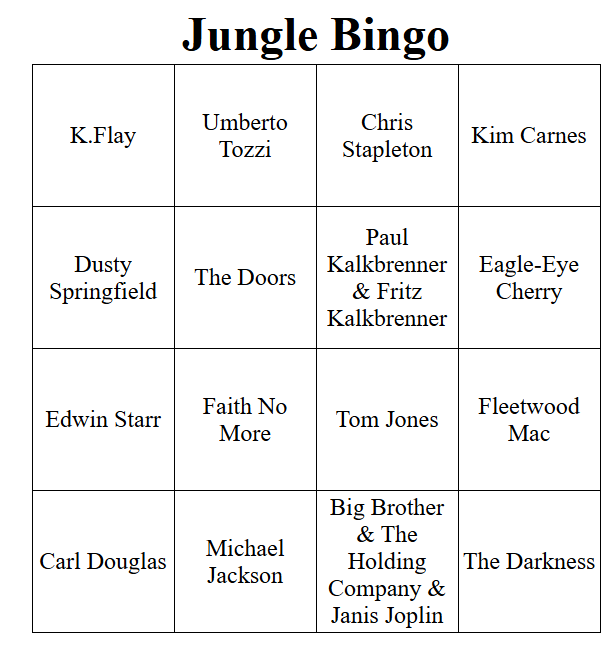 Jungle Bingo
K.Flay
Umberto
Tozzi
Chris
Stapleton
Kim Carnes
Dusty
Springfield
The Doors
Paul
Kalkbrenner
& Fritz
Kalkbrenner
Eagle-Eye
Cherry
Edwin Starr
Faith No
More
Tom Jones
Fleetwood
Mac
Carl Douglas
Michael
Jackson
Big Brother
& The
Holding
Company &
Janis Joplin
The Darkness